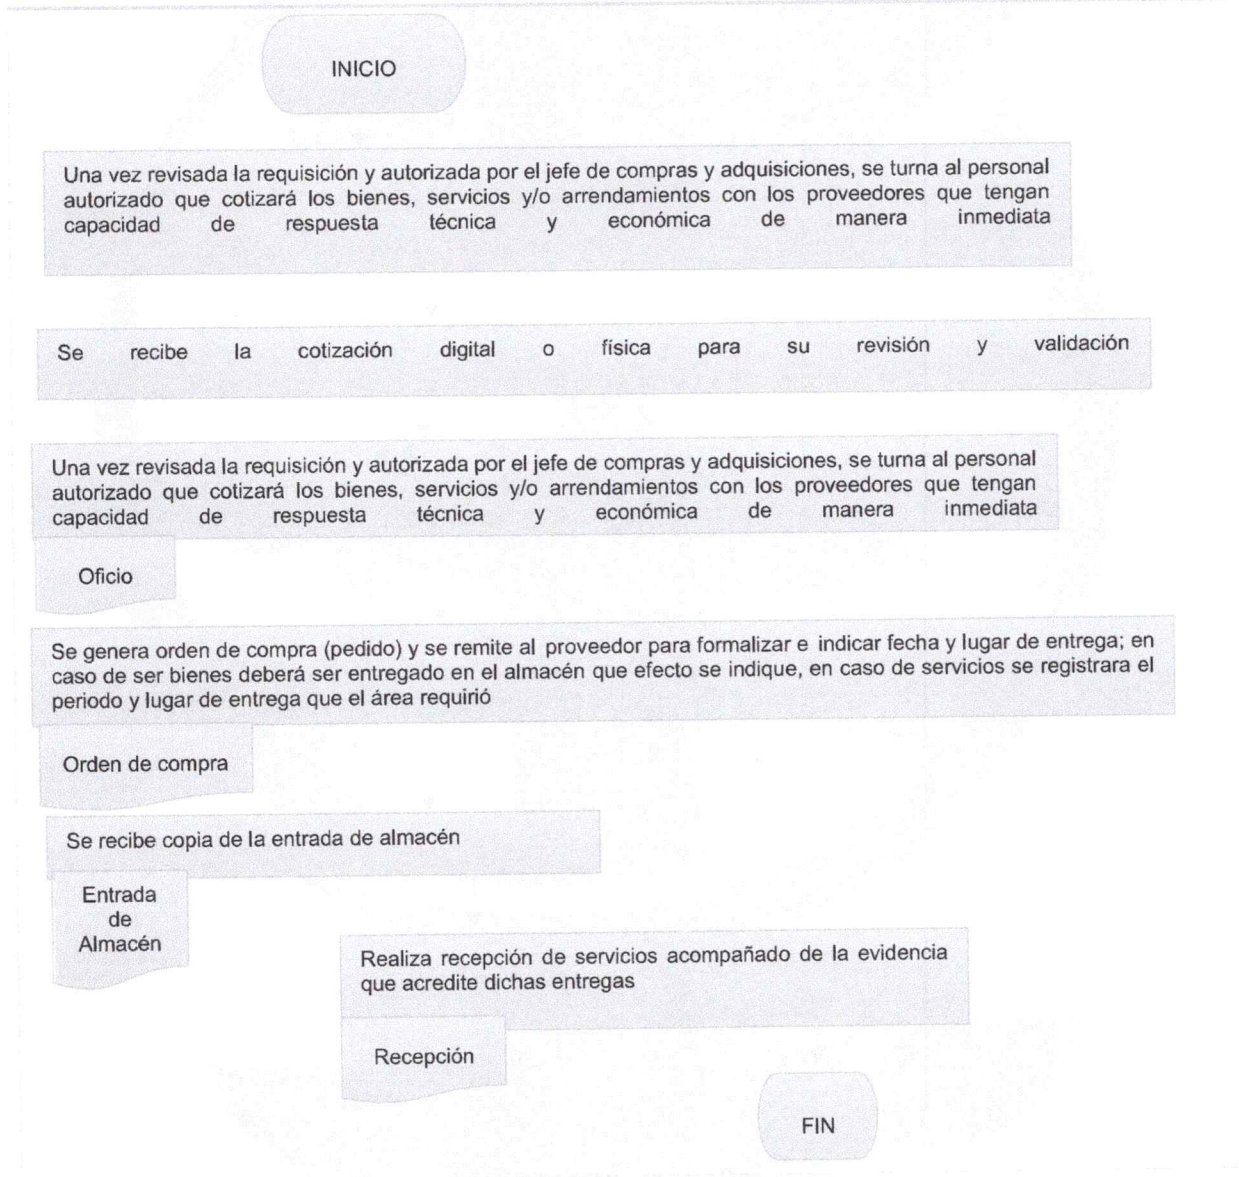 INICIO
Una vez revisada la requisición y autorizada por el jefe de compras y adquisiciones, se turna al personal
autorizado que cotizará los bienes, servicios y/o arrendamientos con los proveedores que tengan
capacidad de respuesta técnica y económica de manera inmediata
Se recibe la cotización digital o física para su revisión y validación
Una vez revisada la requisición y autorizada por el jefe de compras y adquisiciones, se turna al personal
autorizado que cotizará los bienes, servicios y/o arrendamientos con los proveedores que tengan
capacidad de respuesta técnica y económica de manera inmediata
Oficio
Se genera orden de compra (pedido) y se remite al proveedor para formalizar e indicar fecha y lugar de entrega; en
caso de ser bienes deberá ser entregado en el almacén que efecto se indique, en caso de servicios se registrara el
periodo y lugar de entrega que el área requirió
Orden de compra
Se recibe copia de la entrada de almacén
Entrada
de
Almacén
Realiza recepción de servicios acompañado de la evidencia
que acredite dichas entregas
Recepción
FIN